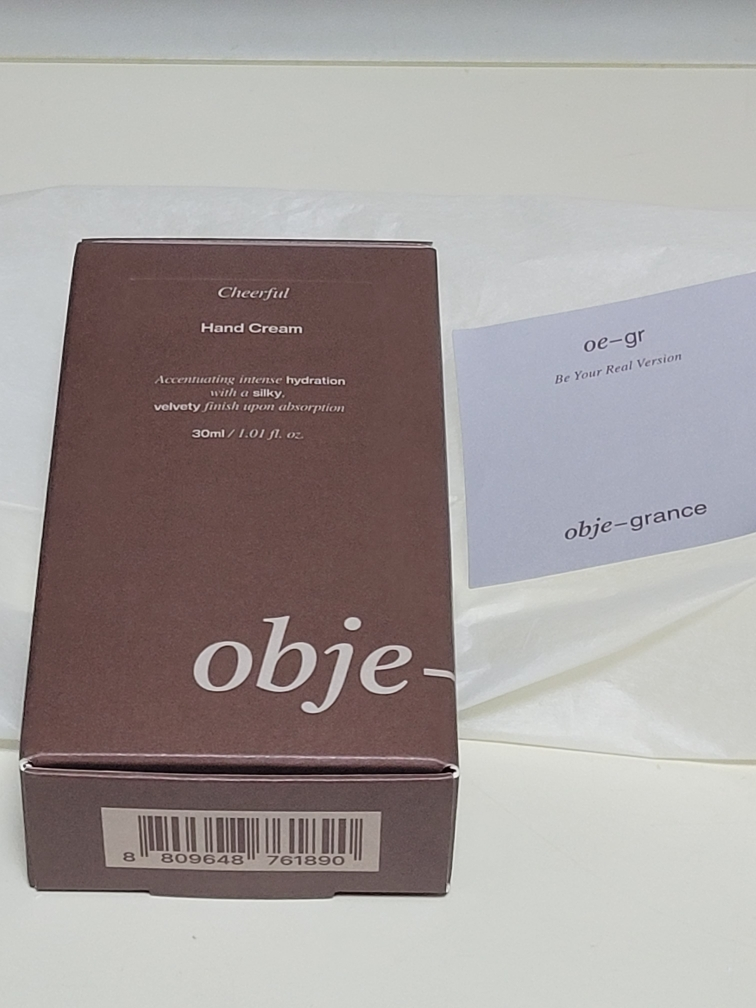 Cheerful
Hand Cream
Accentuating intense hydration
with a silky,
velvety finish upon absorption
30ml / 1.01 fl. oz.
obje-
8 809648 761890
oe-gr
Be Your Real Version
obje-grance